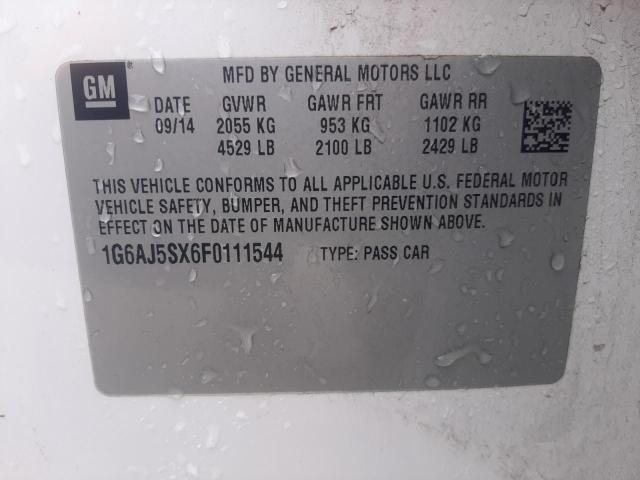 GM
MFD BY GENERAL MOTORS LLC
DATE GVWR GAWR FRT GAWR RR
09/14 2055 KG 953 KG 1102 KG
4529 LB 2100 LB 2429 LB
THIS VEHICLE CONFORMS TO ALL APPLICABLE U.S. FEDERAL MOTOR
VEHICLE SAFETY, BUMPER, AND THEFT PREVENTION STANDARDS IN
EFFECT ON THE DATE OF MANUFACTURE SHOWN ABOVE.
1G6AJ5SX6F0111544 TYPE: PASS CAR